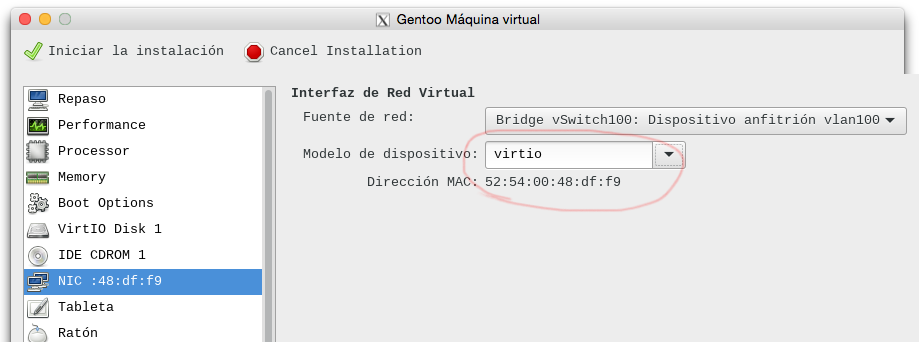 Gentoo Máquina virtual
Iniciar la instalación Cancel Installation
Repaso
Performance
Processor
Memory
Boot Options
VirtIO Disk 1
IDE CDROM 1
NIC :48:df:f9
Tableta
Ratón
Interfaz de Red Virtual
Fuente de red: Bridge vSwitch100: Dispositivo anfitrión vlan100
Modelo de dispositivo: virtio
Dirección MAC: 52:54:00:48:df:f9